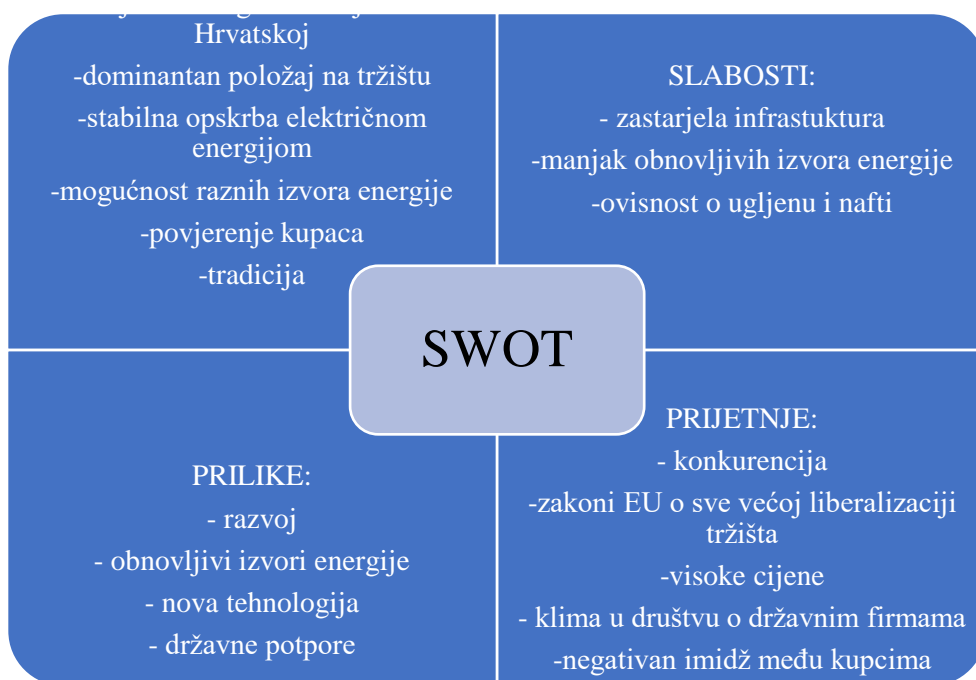 Hrvatskoj
-dominantan položaj na tržištu
-stabilna opskrba električnom
energijom
-mogućnost raznih izvora energije
-povjerenje kupaca
-tradicija
SLABOSTI:
- zastarjela infrastuktura
-manjak obnovljivih izvora energije
-ovisnost o ugljenu i nafti
SWOT
PRILIKE:
- razvoj
- obnovljivi izvori energije
- nova tehnologija
- državne potpore
PRIJETNJE:
- konkurencija
-zakoni EU o sve većoj liberalizaciji
tržišta
-visoke cijene
- klima u društvu o državnim firmama
-negativan imidž među kupcima